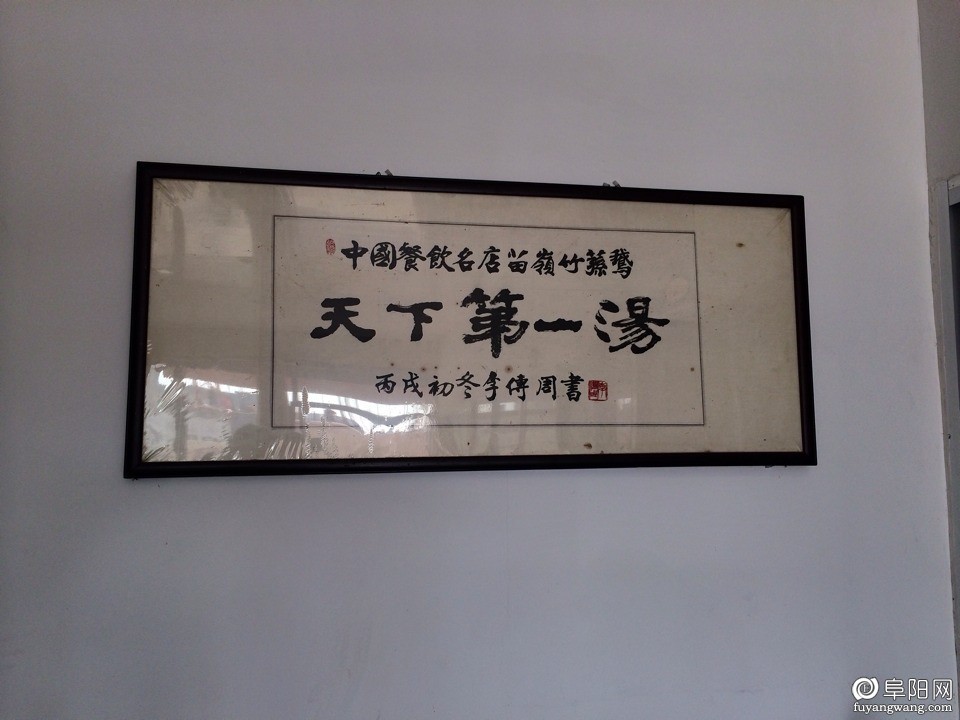 中國餐飲名店苗嶺竹蓀鵝
天下第一湯
丙戌初冬李傳周書
阜阳网
fuyangwang.com